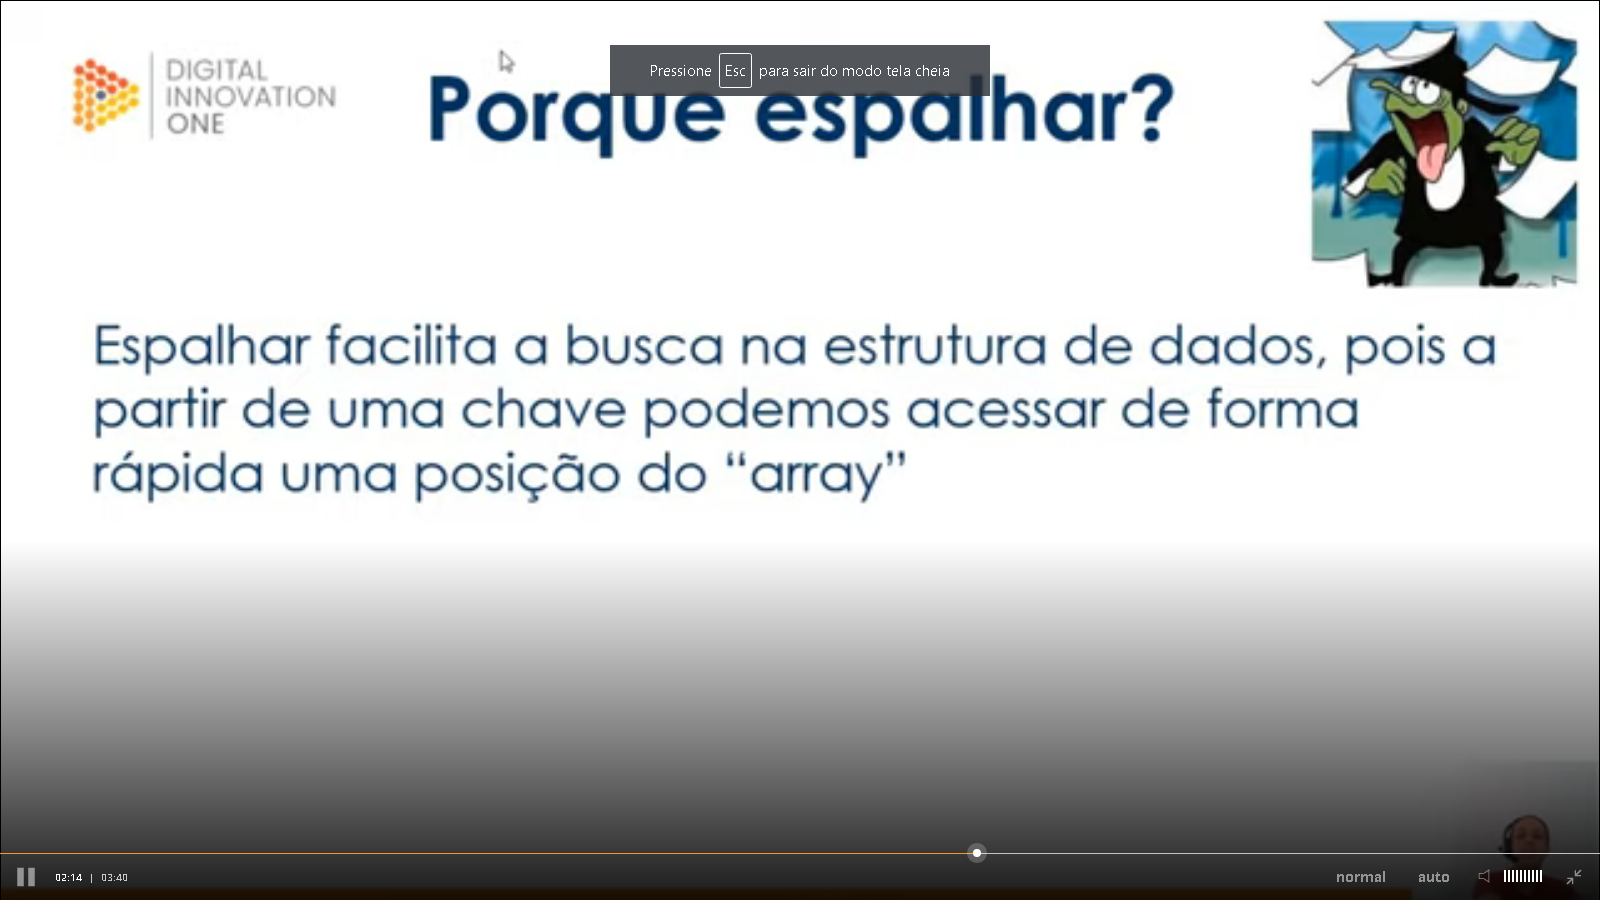 DIGITAL
INNOVATION
ONE
Pressione Esc para sair do modo tela cheia
Porque espalhar?
Espalhar facilita a busca na estrutura de dados, pois a
partir de uma chave podemos acessar de forma
rápida uma posição do “array”
02:14 | 03:40
normal auto